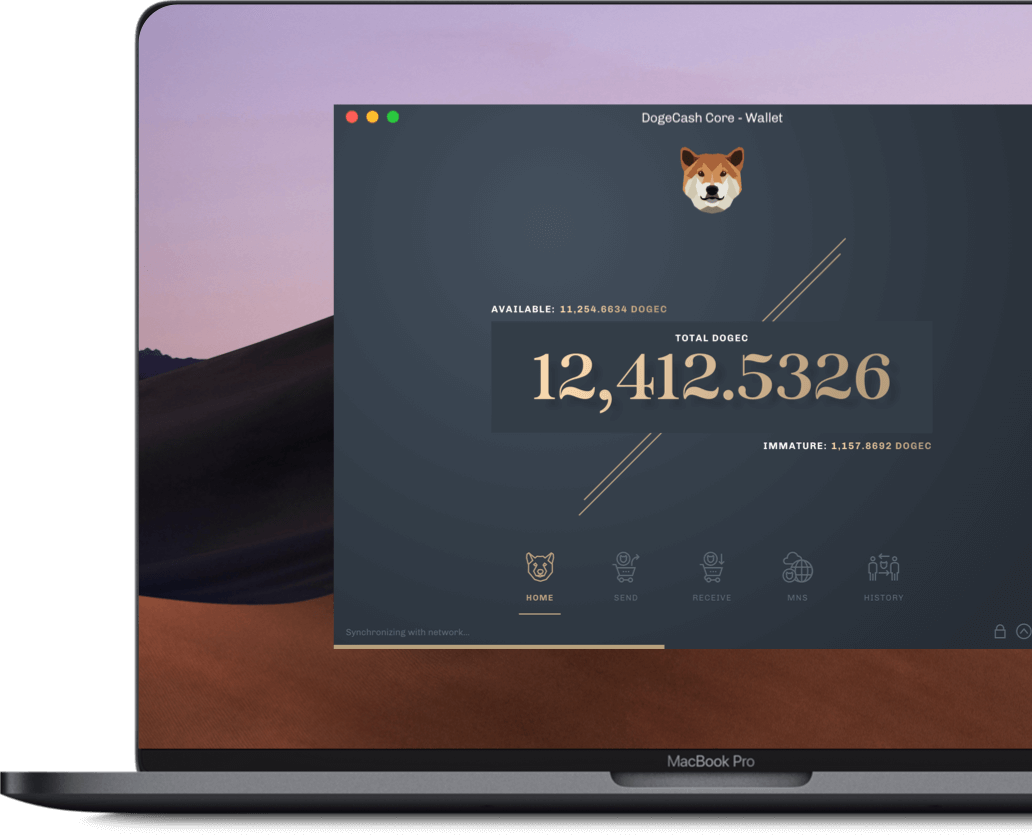 DogeCash Core - Wallet
AVAILABLE: 11,254.6634 DOGEC
TOTAL DOGEC
12,412.5326
IMMATURE: 1,157.8692 DOGEC
HOME
SEND
RECEIVE
MNS
HISTORY
Synchronizing with network...
MacBook Pro